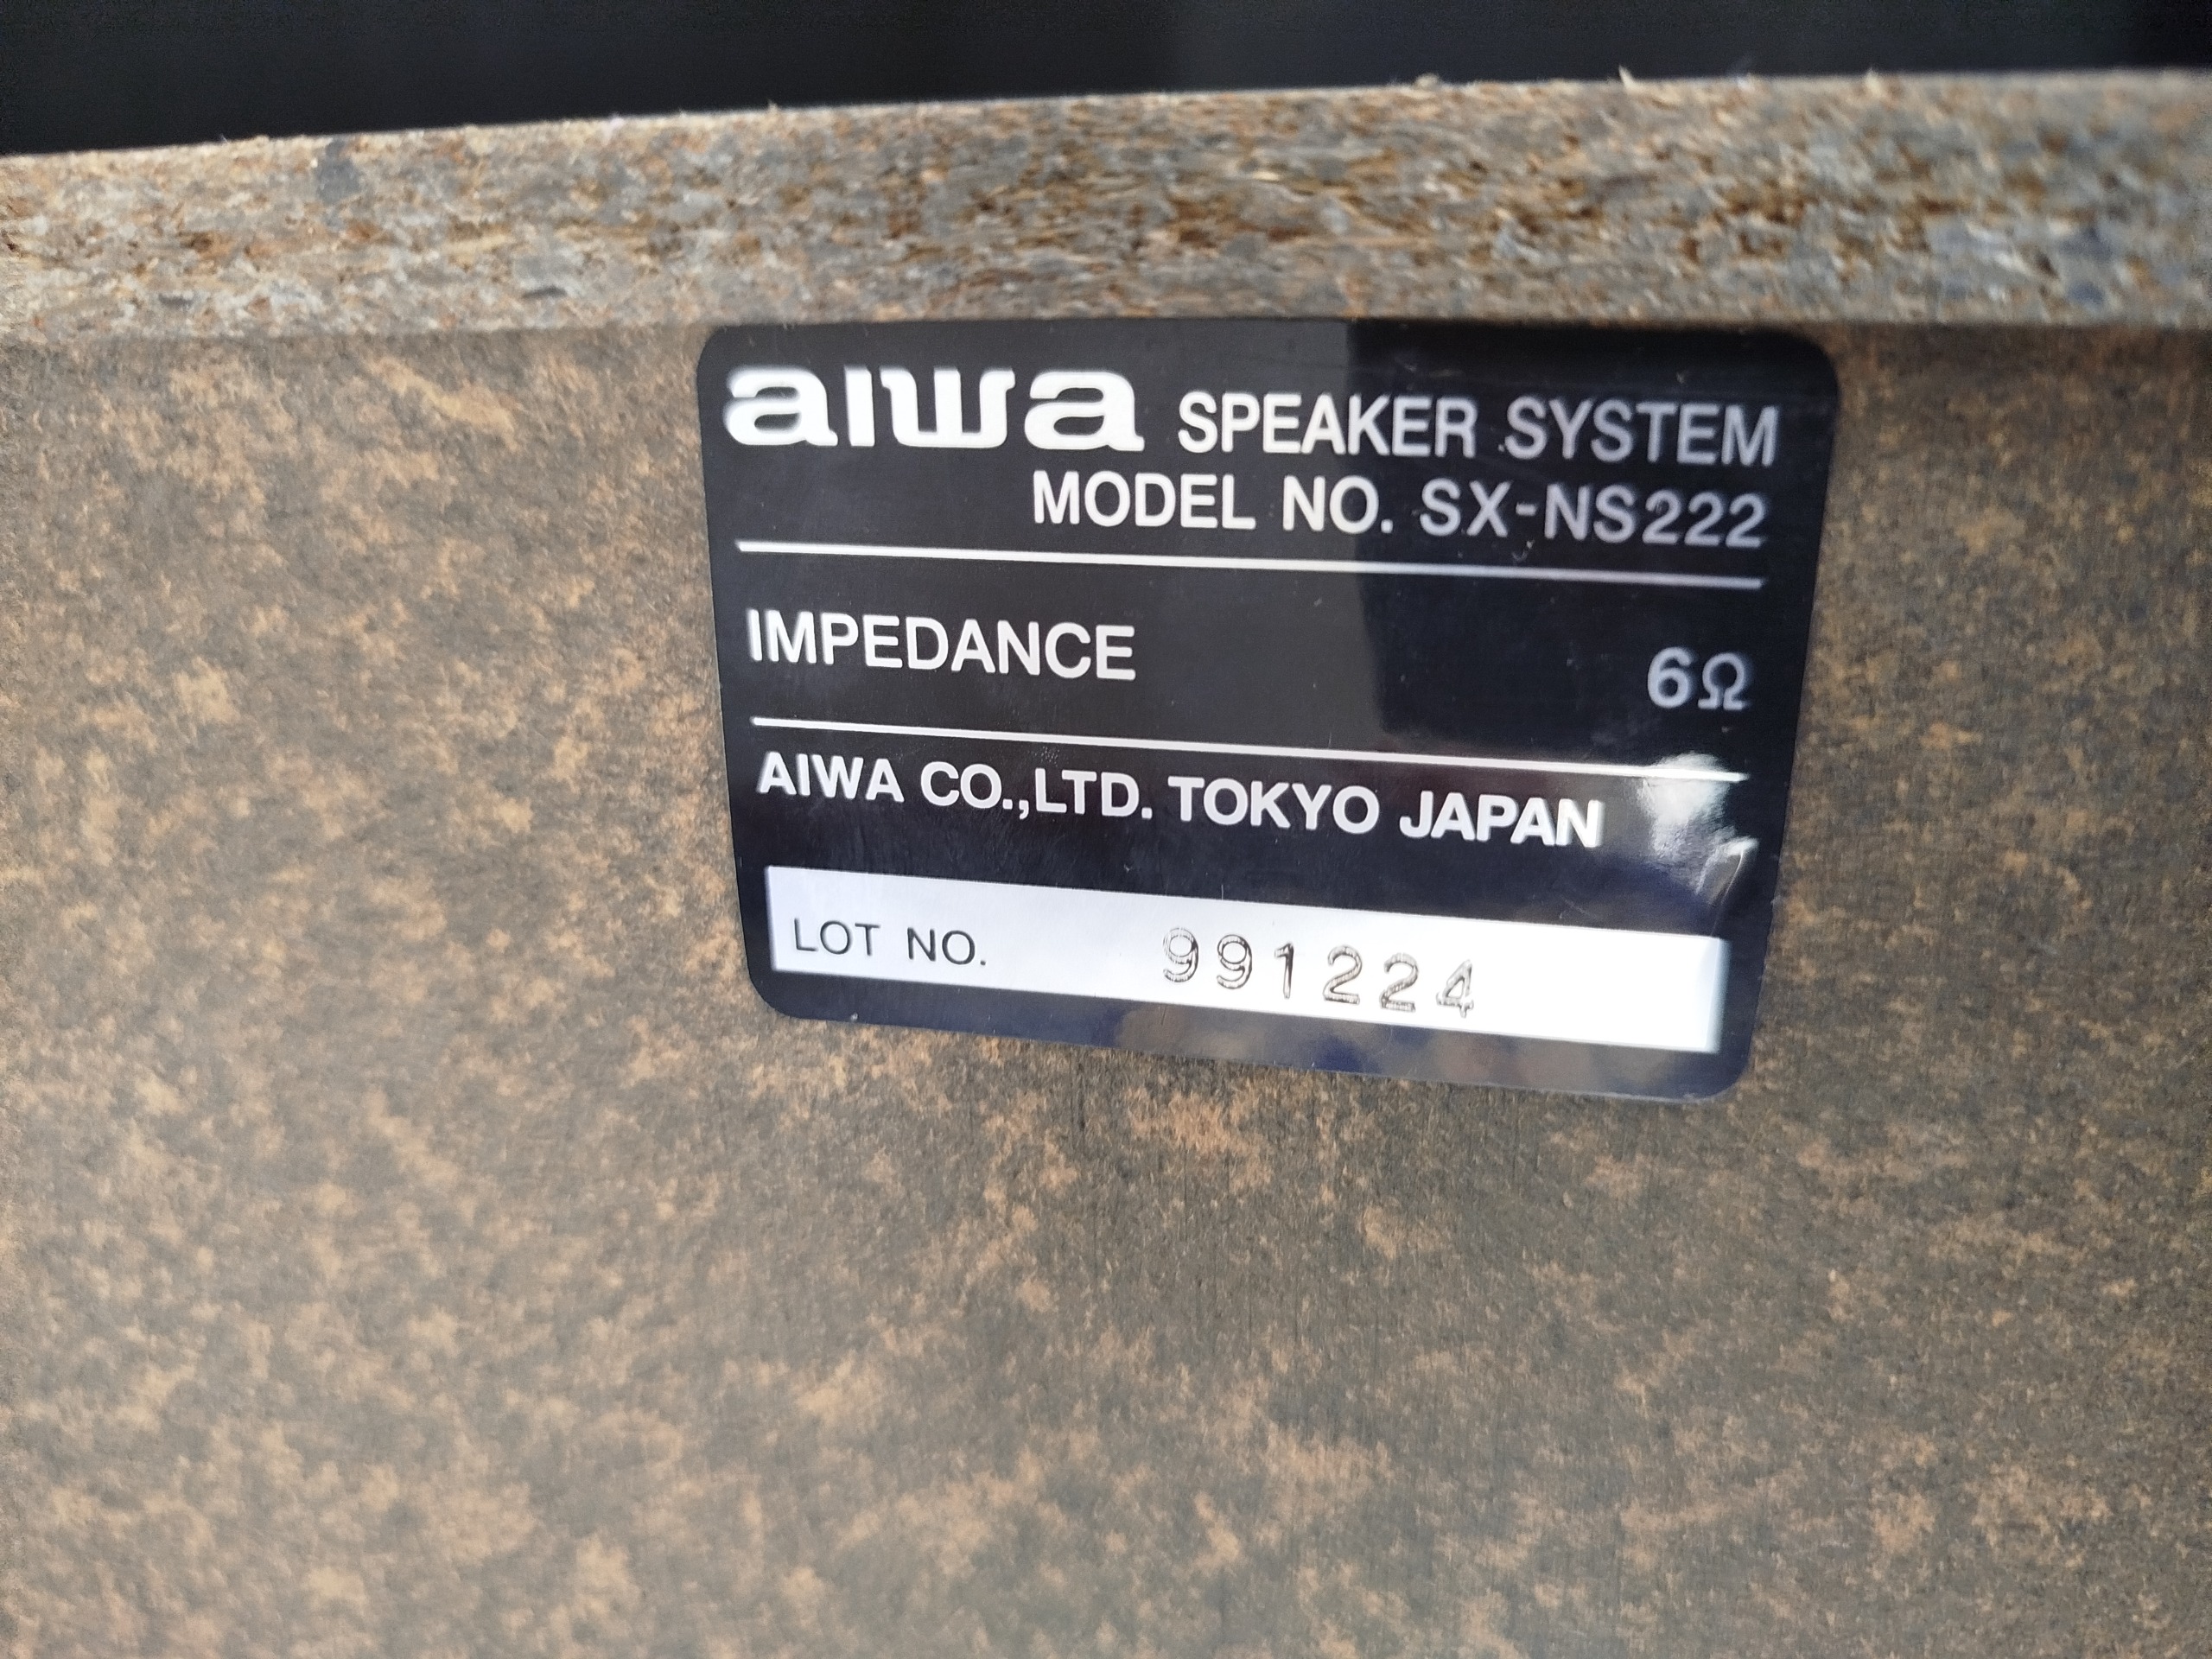 aiwa SPEAKER SYSTEM
MODEL NO. SX-NS222
IMPEDANCE 6Ω
AIWA CO.,LTD. TOKYO JAPAN
LOT NO. 991224